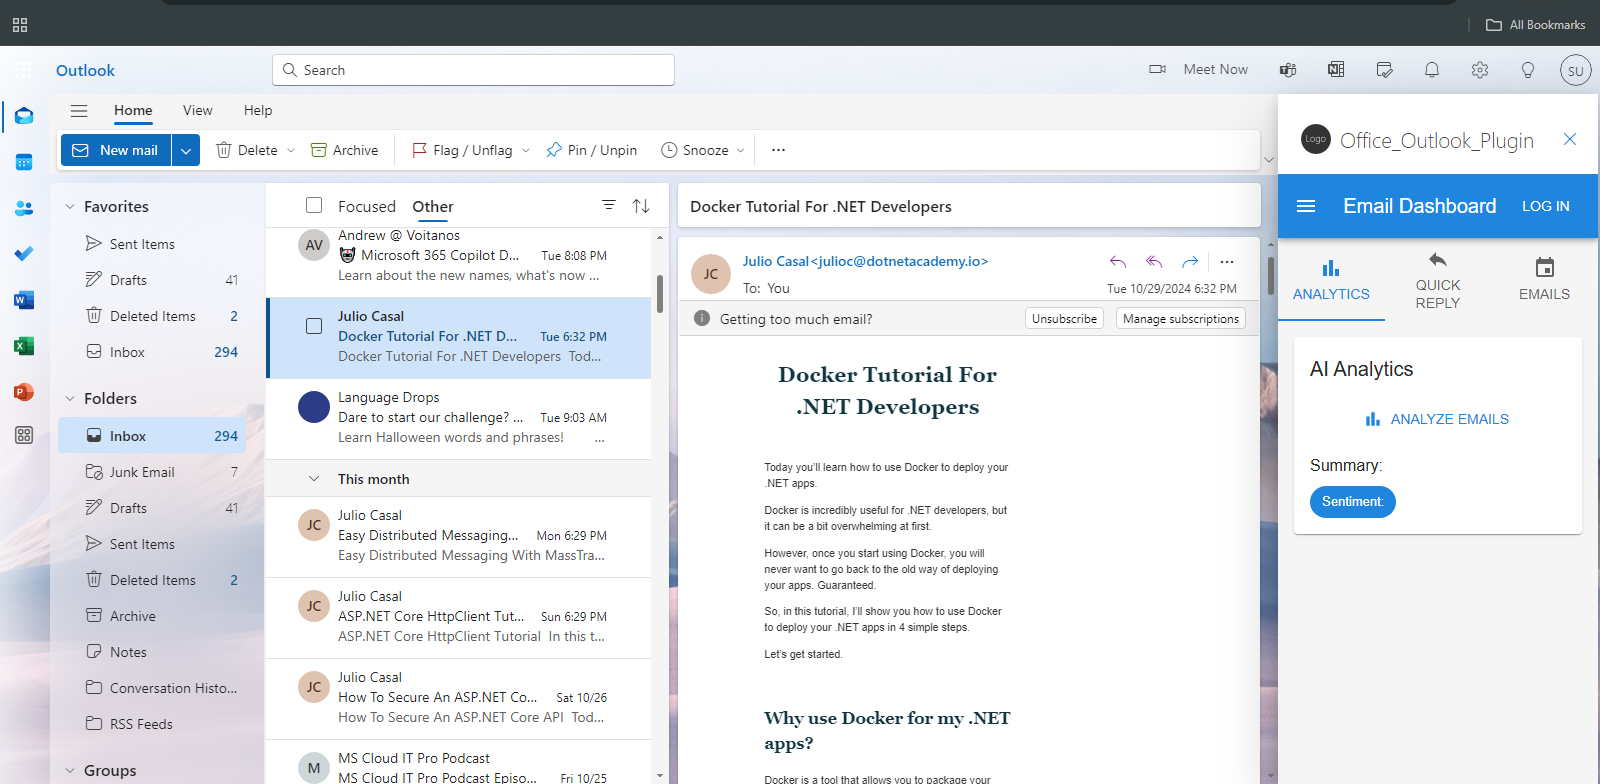 All Bookmarks
Outlook
Search
Meet Now
SU
Home View Help
New mail Delete Archive Flag / Unflag Pin / Unpin Snooze ...
Favorites
Sent Items
Drafts 41
Deleted Items 2
Inbox 294
Folders
Inbox 294
Junk Email 7
Drafts 41
Sent Items
Deleted Items 2
Archive
Notes
Conversation Histo...
RSS Feeds
Groups
Focused Other
AV
Andrew @ Voitanos
Microsoft 365 Copilot D... Tue 8:08 PM
Learn about the new names, what's now ...
Julio Casal
Docker Tutorial For .NET D... Tue 6:32 PM
Docker Tutorial For .NET Developers Tod...
Language Drops
Dare to start our challenge? ... Tue 9:03 AM
Learn Halloween words and phrases! ...
This month
JC
Julio Casal
Easy Distributed Messaging... Mon 6:29 PM
Easy Distributed Messaging With MassTra...
JC
Julio Casal
ASP.NET Core HttpClient Tut... Sun 6:29 PM
ASP.NET Core HttpClient Tutorial In this t...
JC
Julio Casal
How To Secure An ASP.NET Co... Sat 10/26
How To Secure An ASP.NET Core API Tod...
M
MS Cloud IT Pro Podcast
MS Cloud IT Pro Podcast Episo... Fri 10/25
Docker Tutorial For .NET Developers
JC
Julio Casal<julioc@dotnetacademy.io>
To: You
Tue 10/29/2024 6:32 PM
Getting too much email? Unsubscribe Manage subscriptions
Docker Tutorial For
.NET Developers
Today you'll learn how to use Docker to deploy your
.NET apps.
Docker is incredibly useful for .NET developers, but
it can be a bit overwhelming at first.
However, once you start using Docker, you will
never want to go back to the old way of deploying
your apps. Guaranteed.
So, in this tutorial, I'll show you how to use Docker
to deploy your .NET apps in 4 simple steps.
Let's get started.
Why use Docker for my .NET
apps?
Docker is a tool that allows you to package your
Logo Office_Outlook_Plugin
Email Dashboard LOG IN
ANALYTICS
QUICK
REPLY
EMAILS
AI Analytics
ANALYZE EMAILS
Summary:
Sentiment: